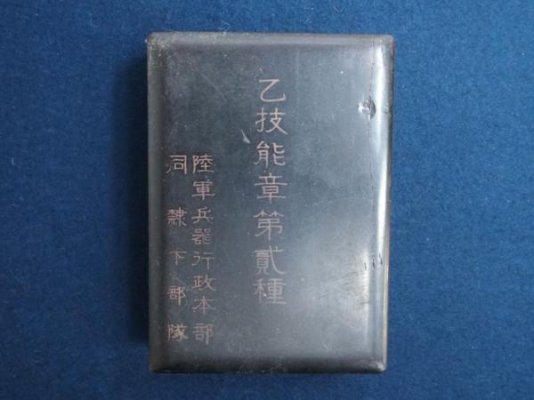 乙技能章第貳種
陸軍兵器行政本部
同隷下部隊